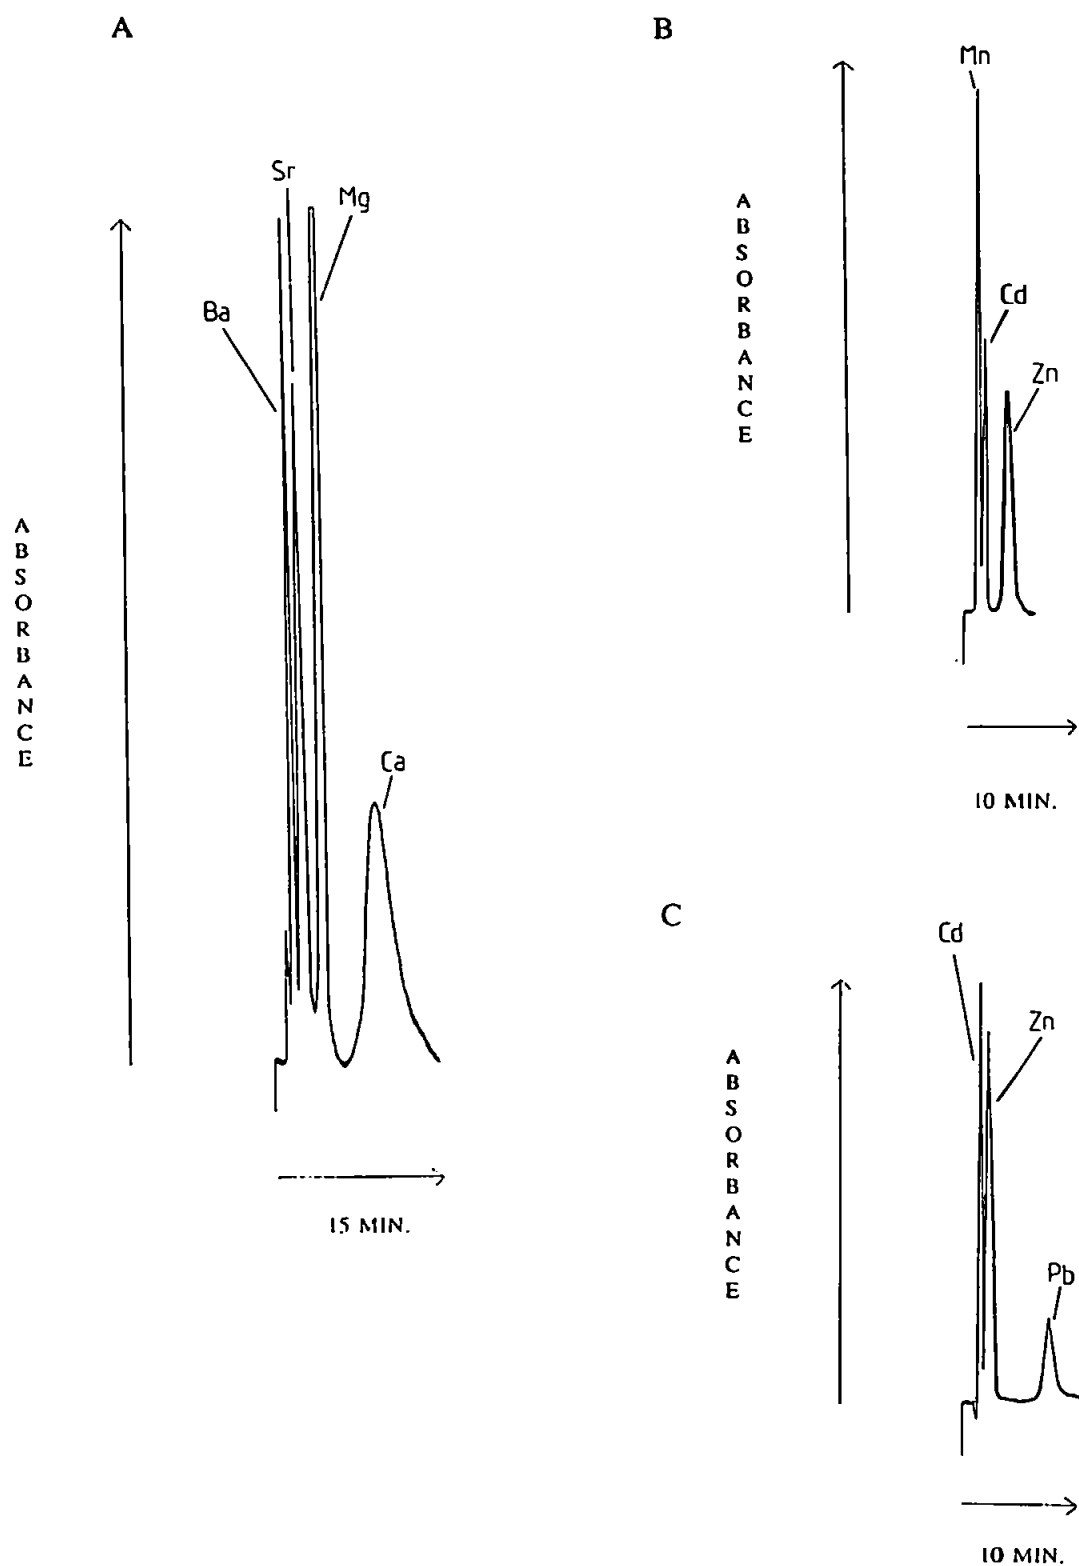 A
Sr
Mg
Ba
ABSORBANCE
Ca
15 MIN.
B
Mn
ABSORBANCE
Cd
Zn
10 MIN.
C
Cd
Zn
ABSORBANCE
Pb
10 MIN.